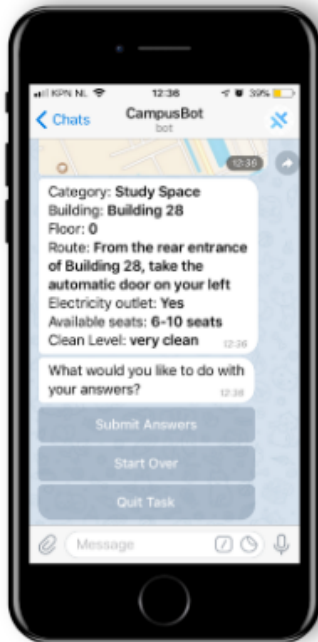 KPN NL 12:36 39%
Chats CampusBot
bot
12:36
Category: Study Space
Building: Building 28
Floor: 0
Route: From the rear entrance
of Building 28, take the
automatic door on your left
Electricity outlet: Yes
Available seats: 6-10 seats
Clean Level: very clean 12:36
What would you like to do with
your answers? 12:36
Submit Answers
Start Over
Quit Task
Message